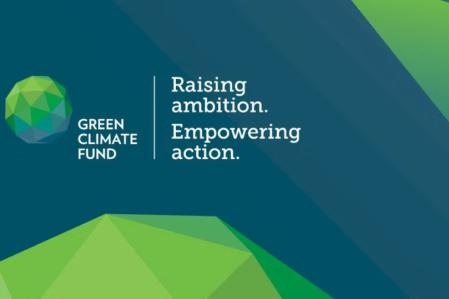 GREEN
CLIMATE
FUND
Raising
ambition.
Empowering
action.